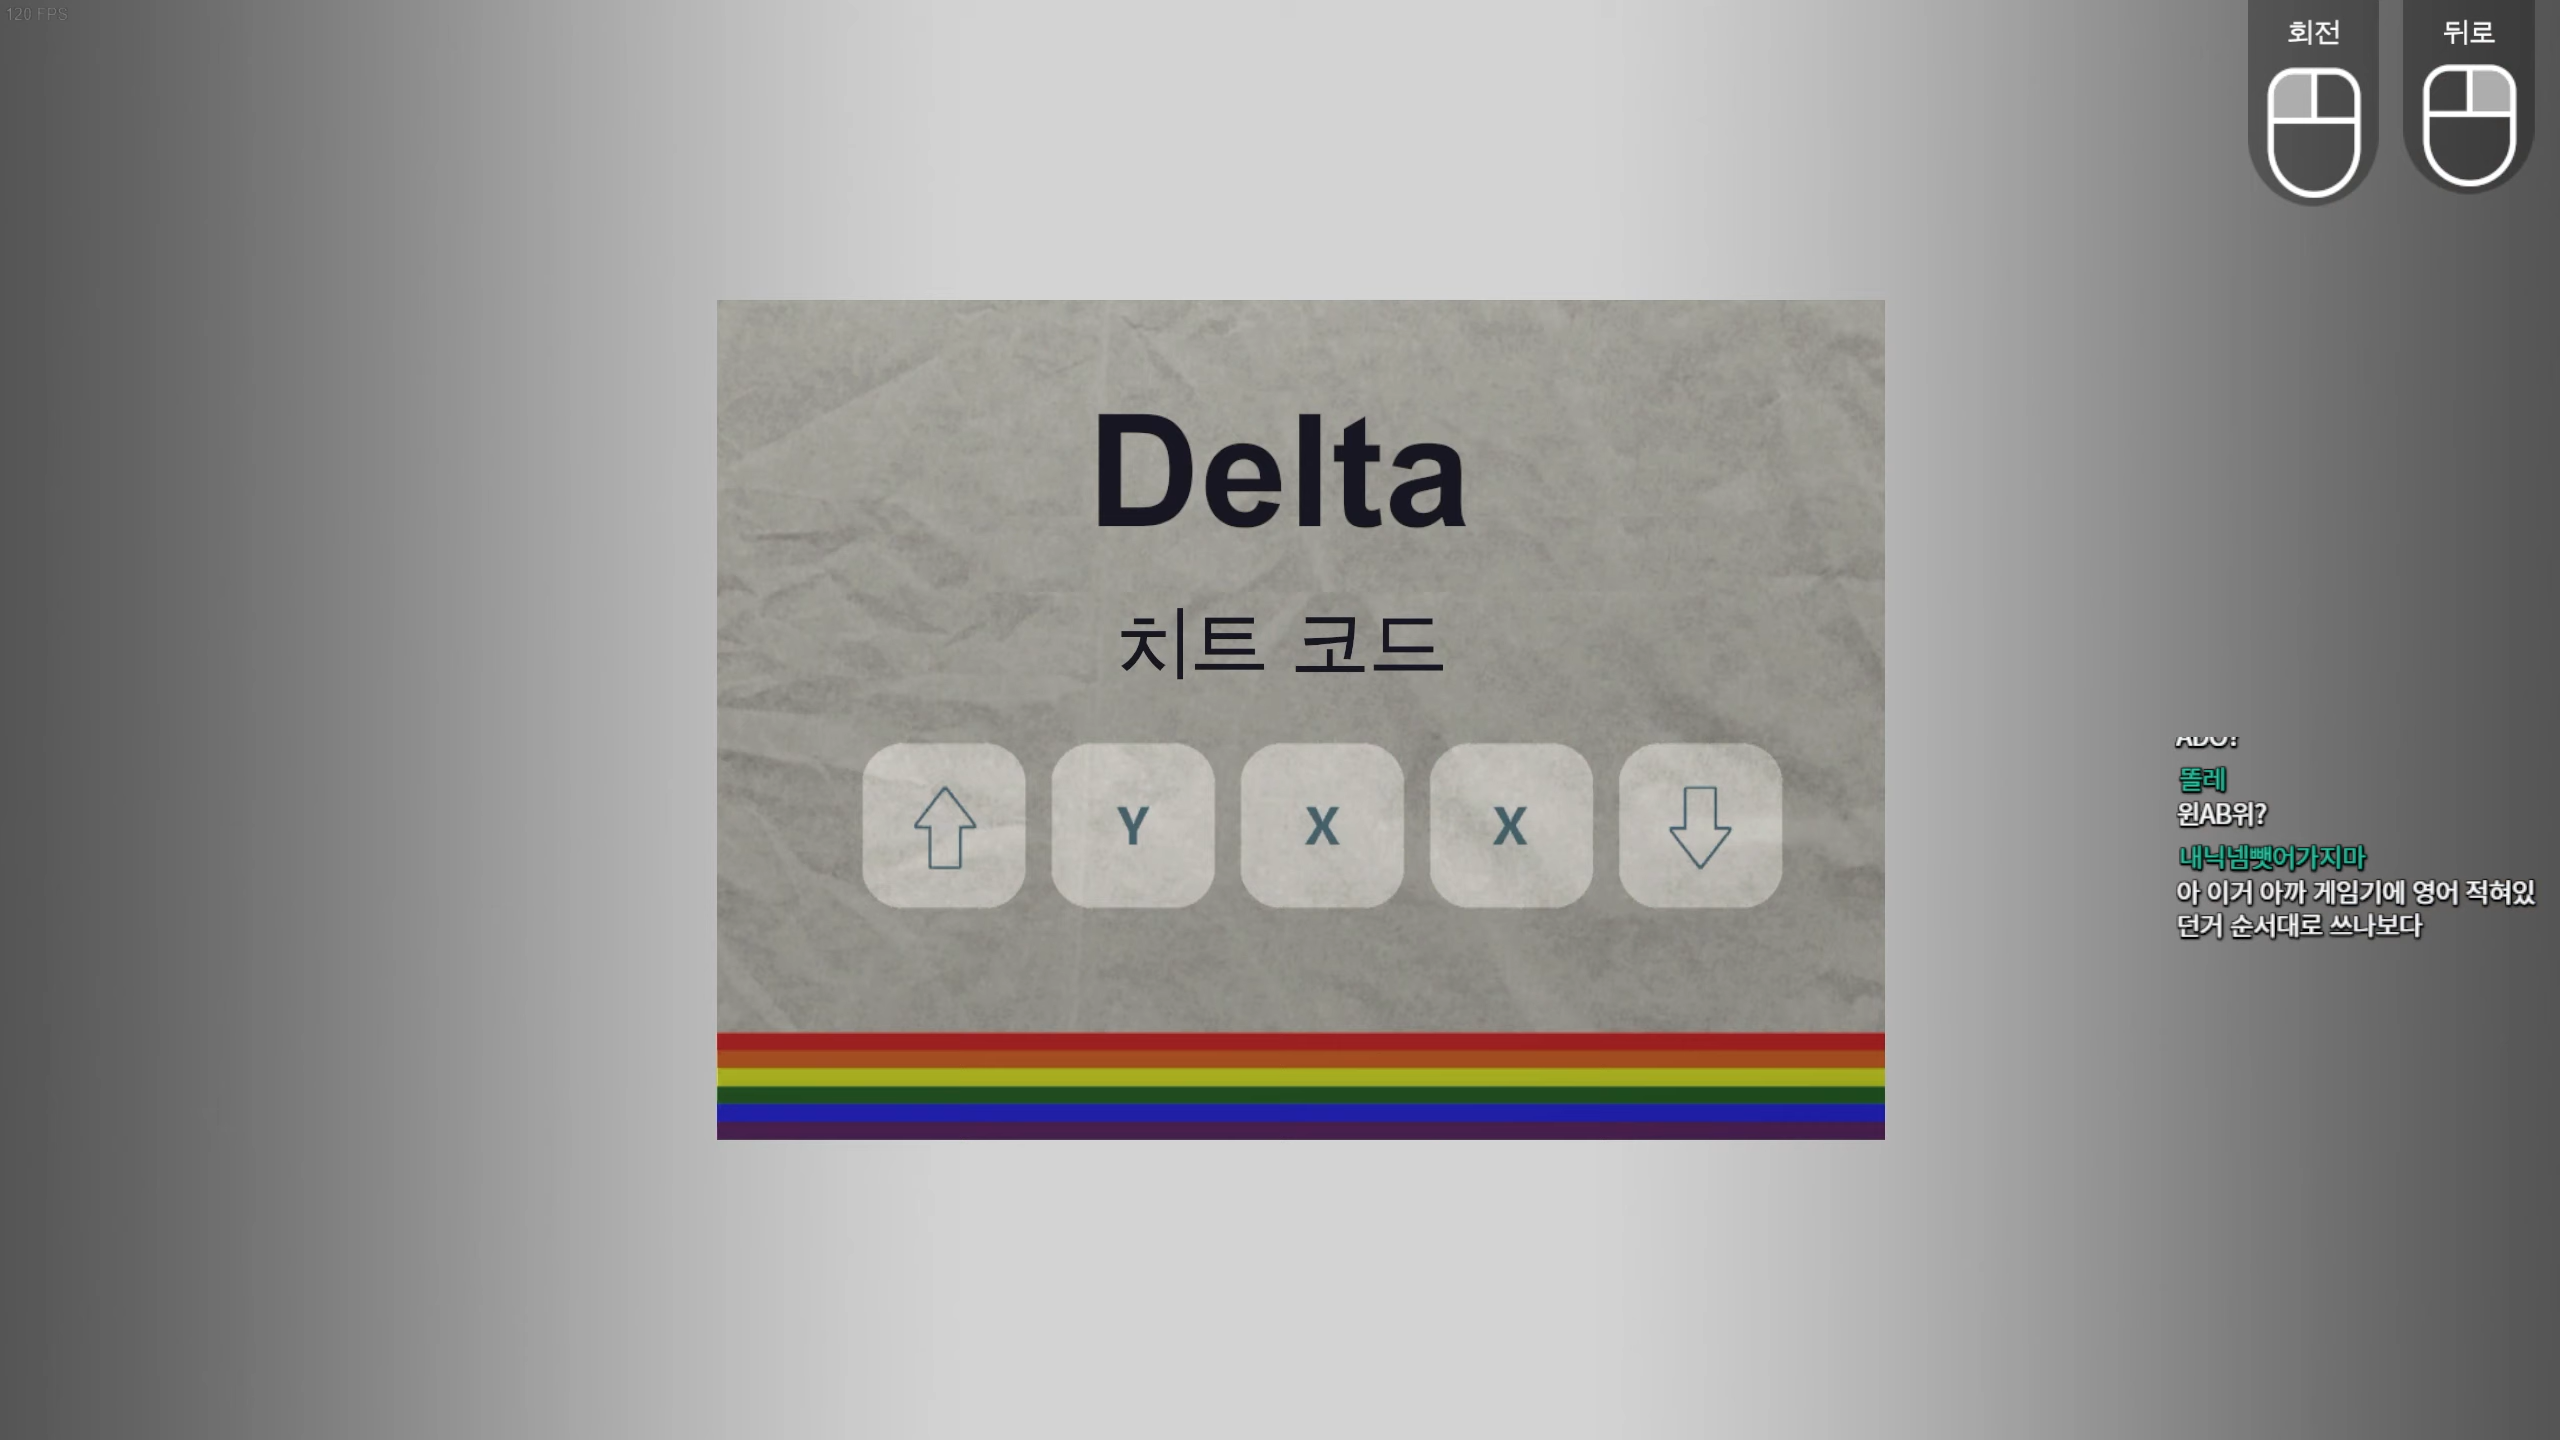 120 FPS
회전
뒤로
Delta
치트 코드
Y X X
똘레
왼AB위?
내닉넴뺏어가지마
아 이거 아까 게임기에 영어 적혀있
던거 순서대로 쓰나보다